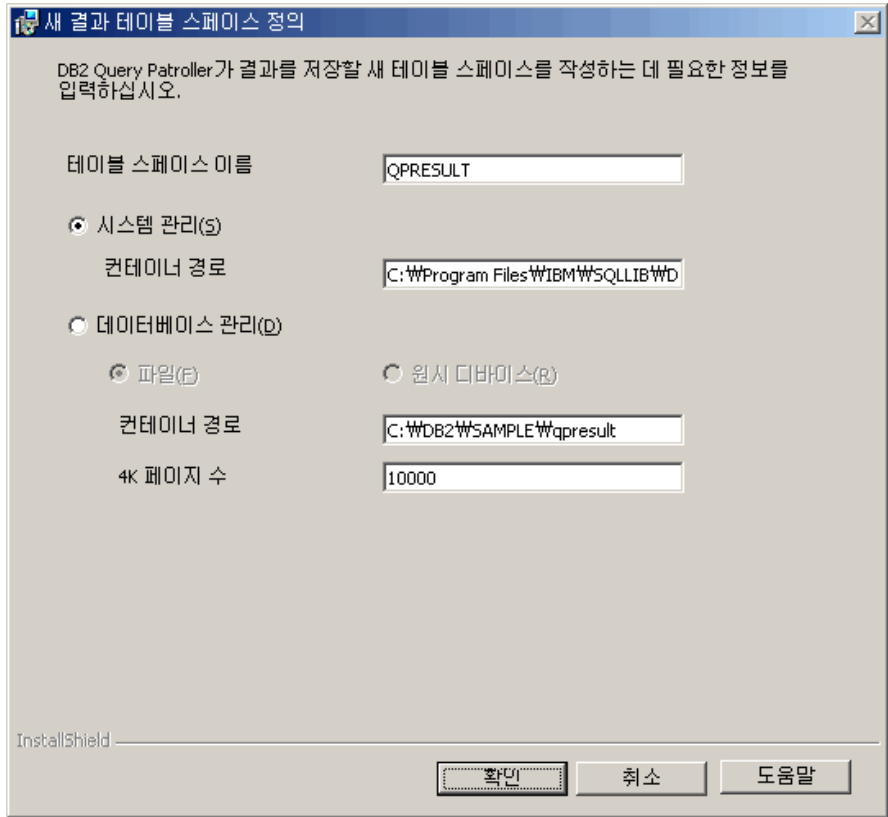 새 결과 테이블 스페이스 정의
DB2 Query Patroller가 결과를 저장할 새 테이블 스페이스를 작성하는 데 필요한 정보를
입력하십시오.
테이블 스페이스 이름 QPRESULT
시스템 관리(S)
컨테이너 경로 C:₩Program Files₩IBM₩SQLLIB₩D
데이터베이스 관리(D)
파일(F) 원시 디바이스(R)
컨테이너 경로 C:₩DB2₩SAMPLE₩qpresult
4K 페이지 수 10000
InstallShield
확인 취소 도움말